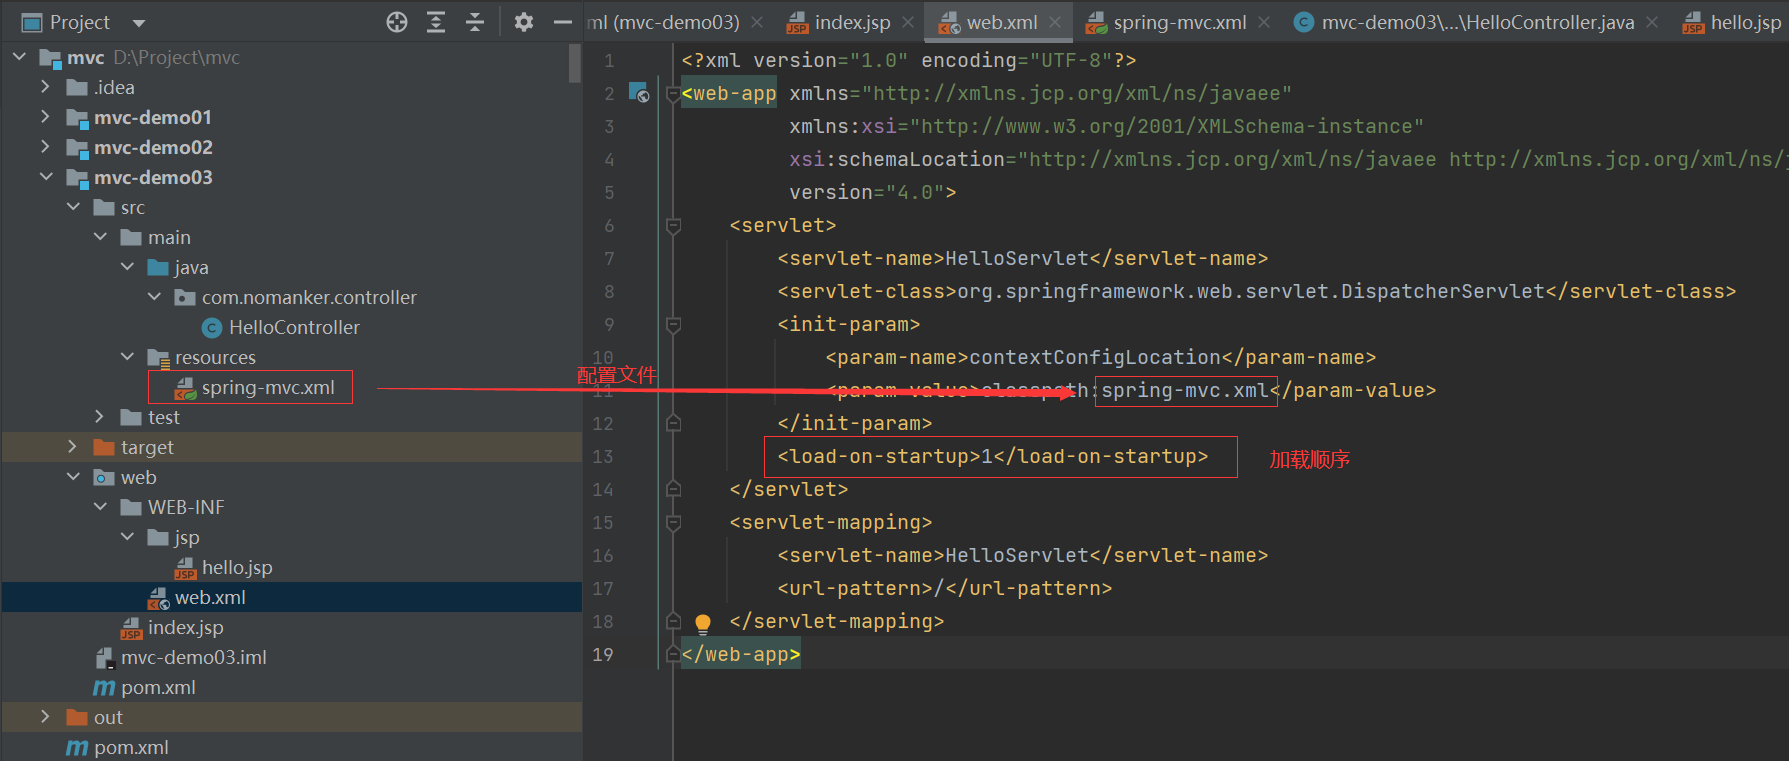 Project
ml (mvc-demo03)
index.jsp
web.xml
spring-mvc.xml
mvc-demo03\...\HelloController.java
hello.jsp
mvc D:\Project\mvc
.idea
mvc-demo01
mvc-demo02
mvc-demo03
src
main
java
com.nomanker.controller
HelloController
resources
spring-mvc.xml
test
target
web
WEB-INF
jsp
hello.jsp
web.xml
index.jsp
mvc-demo03.iml
pom.xml
out
pom.xml
1 <?xml version="1.0" encoding="UTF-8"?>
2 <web-app xmlns="http://xmlns.jcp.org/xml/ns/javaee"
3 xmlns:xsi="http://www.w3.org/2001/XMLSchema-instance"
4 xsi:schemaLocation="http://xmlns.jcp.org/xml/ns/javaee http://xmlns.jcp.org/xml/ns/j
5 version="4.0">
6 <servlet>
7 <servlet-name>HelloServlet</servlet-name>
8 <servlet-class>org.springframework.web.servlet.DispatcherServlet</servlet-class>
9 <init-param>
10 <param-name>contextConfigLocation</param-name>
配置文件
11 <param-value>classpath:spring-mvc.xml</param-value>
12 </init-param>
13 <load-on-startup>1</load-on-startup>
加载顺序
14 </servlet>
15 <servlet-mapping>
16 <servlet-name>HelloServlet</servlet-name>
17 <url-pattern>/</url-pattern>
18 </servlet-mapping>
19 </web-app>